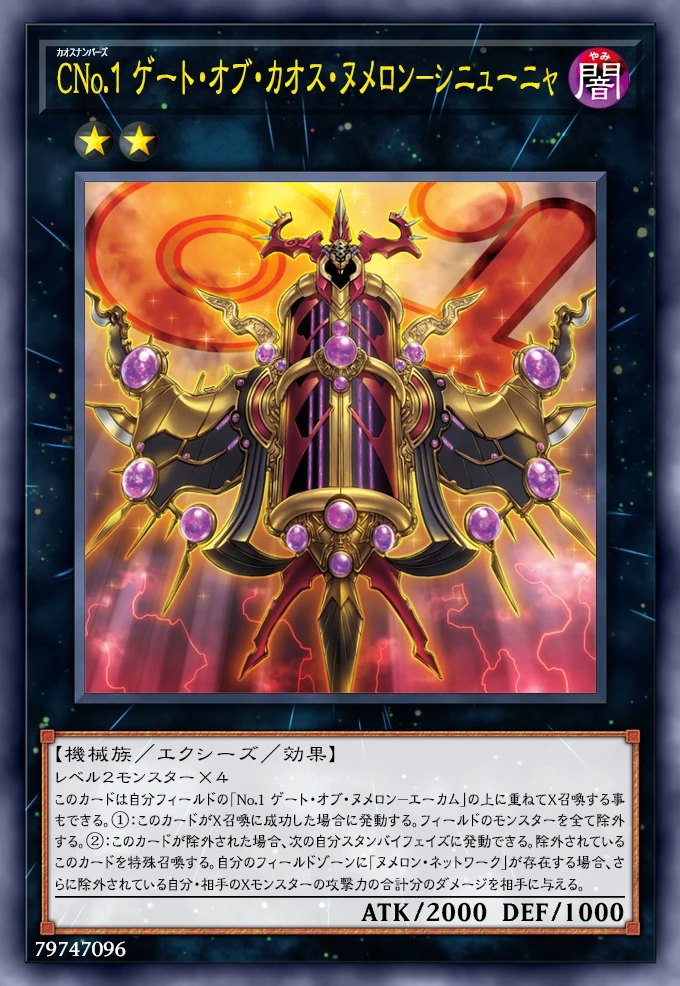 カオスナンバーズ
CNo.1 ゲート・オブ・カオス・ヌメロン－シニューニャ
やみ
闇
【機械族／エクシーズ／効果】
レベル２モンスター×４
このカードは自分フィールドの「No.1 ゲート・オブ・ヌメロン―エーカム」の上に重ねてX召喚する事
もできる。①：このカードがX召喚に成功した場合に発動する。フィールドのモンスターを全て除外
する。②：このカードが除外された場合、次の自分スタンバイフェイズに発動できる。除外されている
このカードを特殊召喚する。自分のフィールドゾーンに「ヌメロン・ネットワーク」が存在する場合、さ
らに除外されている自分・相手のXモンスターの攻撃力の合計分のダメージを相手に与える。
ATK/2000 DEF/1000
79747096